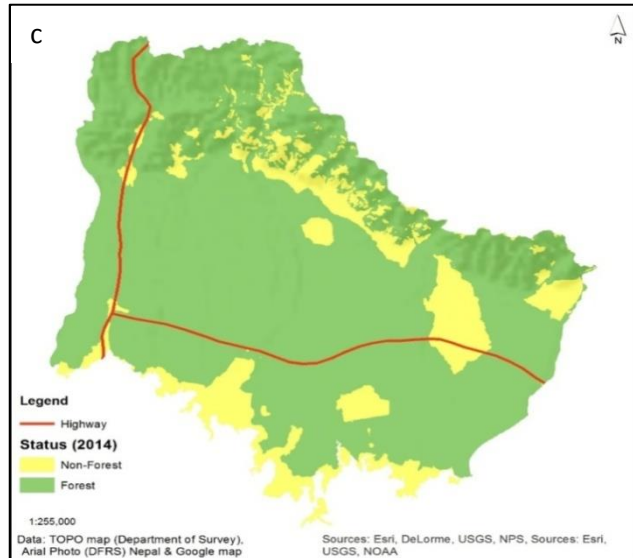 C
N
Legend
Highway
Status (2014)
Non-Forest
Forest
1:255,000
Data: TOPO map (Department of Survey),
Arial Photo (DFRS) Nepal & Google map
Sources: Esri, DeLorme, USGS, NPS, Sources: Esri,
USGS, NOAA